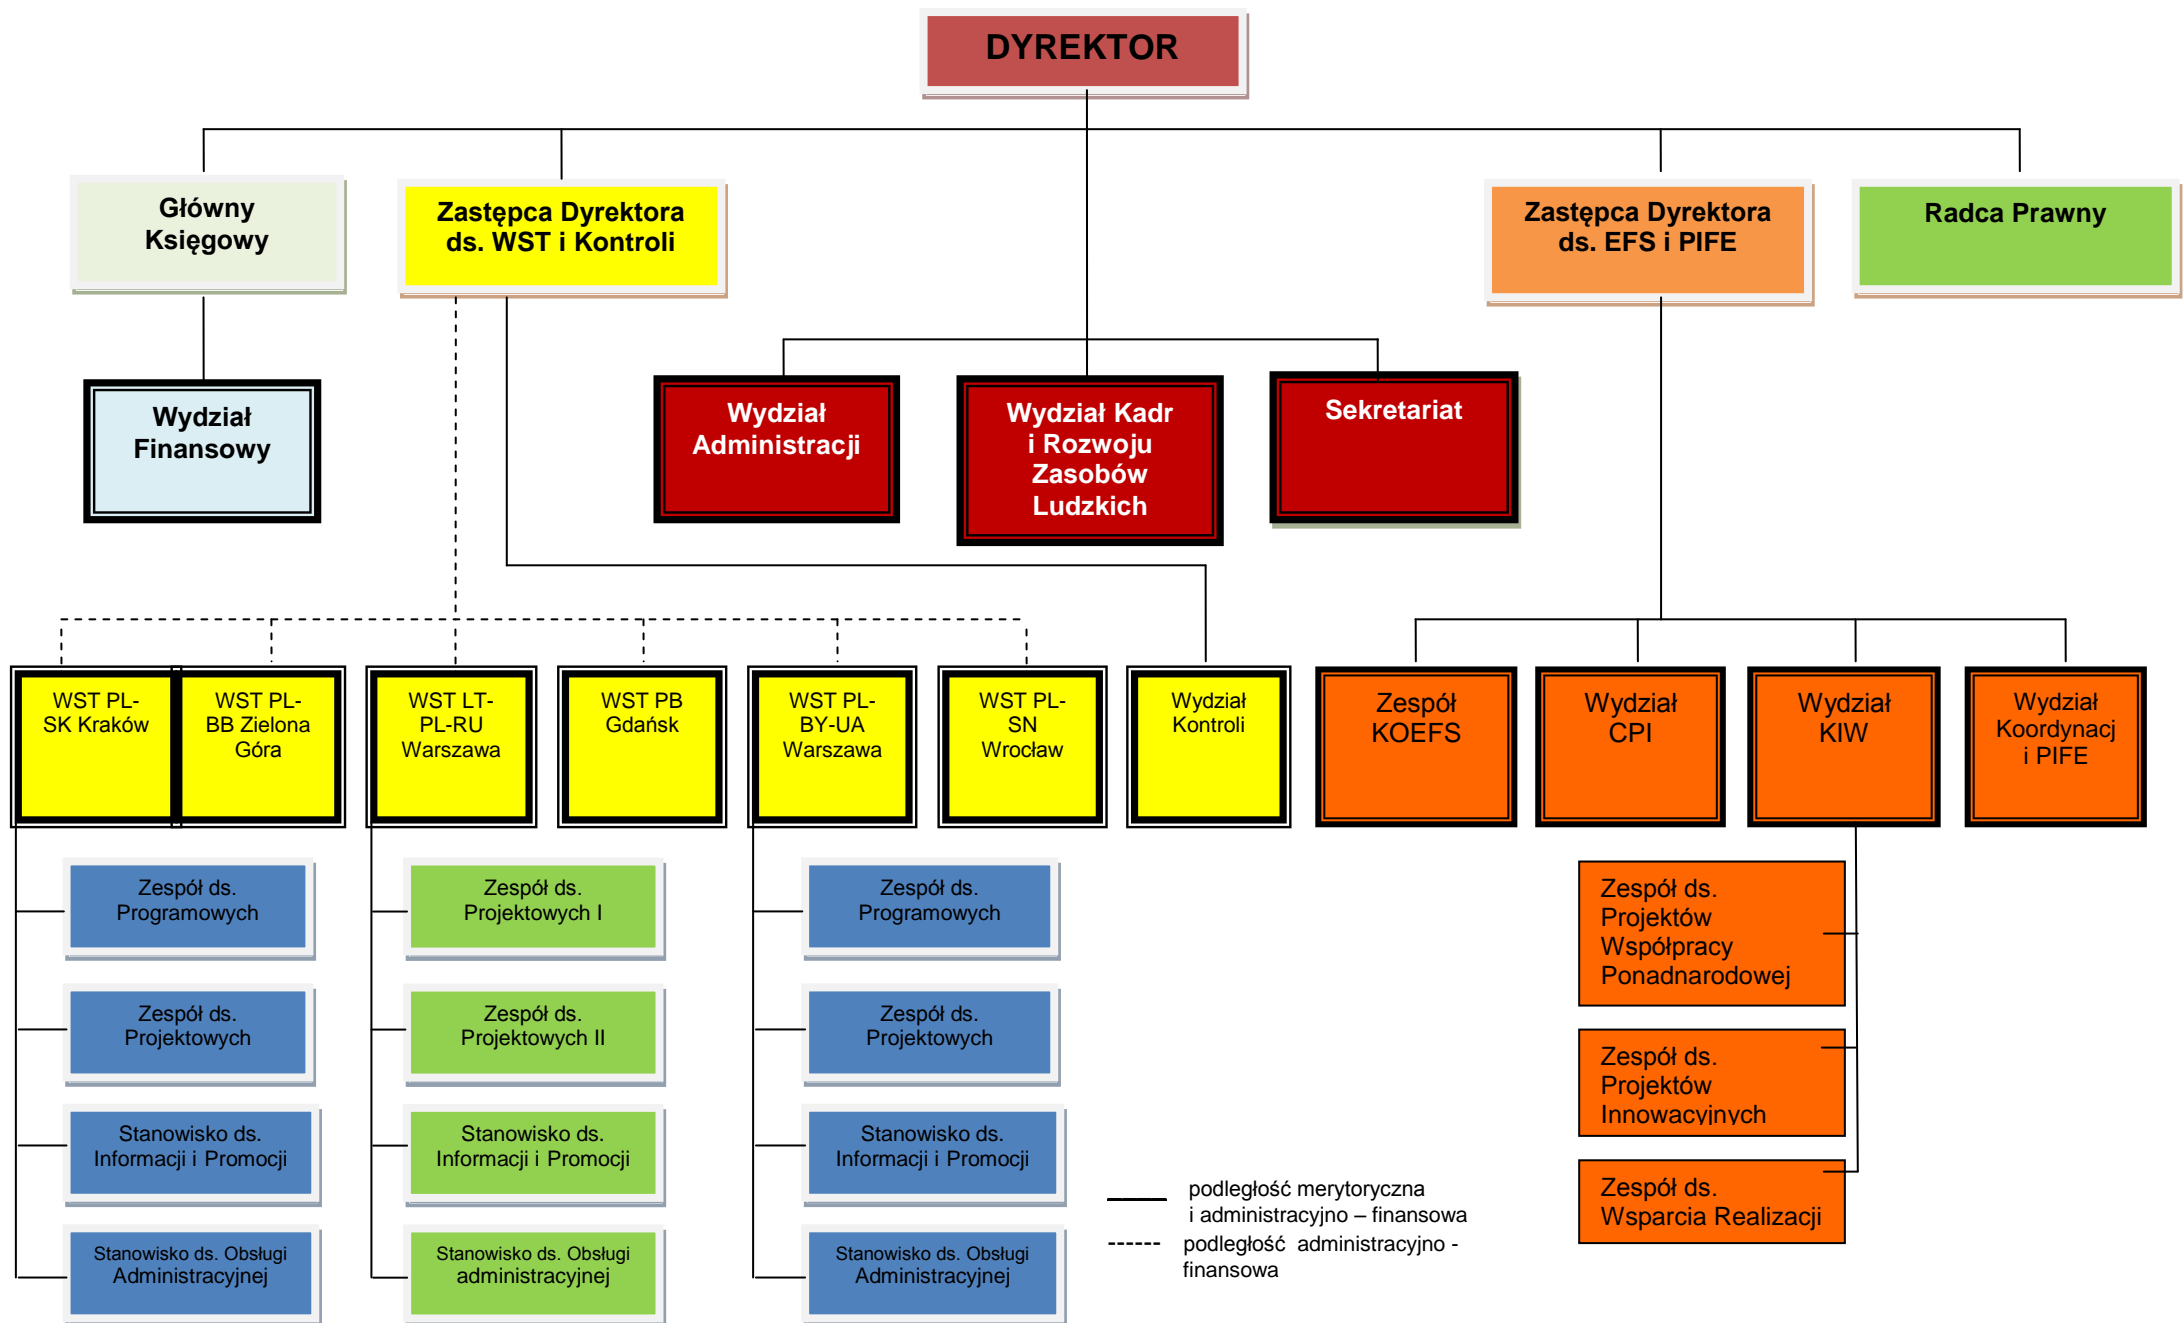 DYREKTOR
Główny
Księgowy
Zastępca Dyrektora
ds. WST i Kontroli
Zastępca Dyrektora
ds. EFS i PIFE
Radca Prawny
Wydział
Finansowy
Wydział
Administracji
Wydział Kadr
i Rozwoju
Zasobów
Ludzkich
Sekretariat
WST PL-
SK Kraków
WST PL-
BB Zielona
Góra
WST LT-
PL-RU
Warszawa
WST PB
Gdańsk
WST PL-
BY-UA
Warszawa
WST PL-
SN
Wrocław
Wydział
Kontroli
Zespół
KOEFS
Wydział
CPI
Wydział
KIW
Wydział
Koordynacj
i PIFE
Zespół ds.
Programowych
Zespół ds.
Projektowych
Stanowisko ds.
Informacji i Promocji
Stanowisko ds. Obsługi
Administracyjnej
Zespół ds.
Projektowych I
Zespół ds.
Projektowych II
Stanowisko ds.
Informacji i Promocji
Stanowisko ds. Obsługi
administracyjnej
Zespół ds.
Programowych
Zespół ds.
Projektowych
Stanowisko ds.
Informacji i Promocji
Stanowisko ds. Obsługi
Administracyjnej
Zespół ds.
Projektów
Współpracy
Ponadnarodowej
Zespół ds.
Projektów
Innowacyjnych
Zespół ds.
Wsparcia Realizacji
podległość merytoryczna
i administracyjno – finansowa
podległość administracyjno -
finansowa